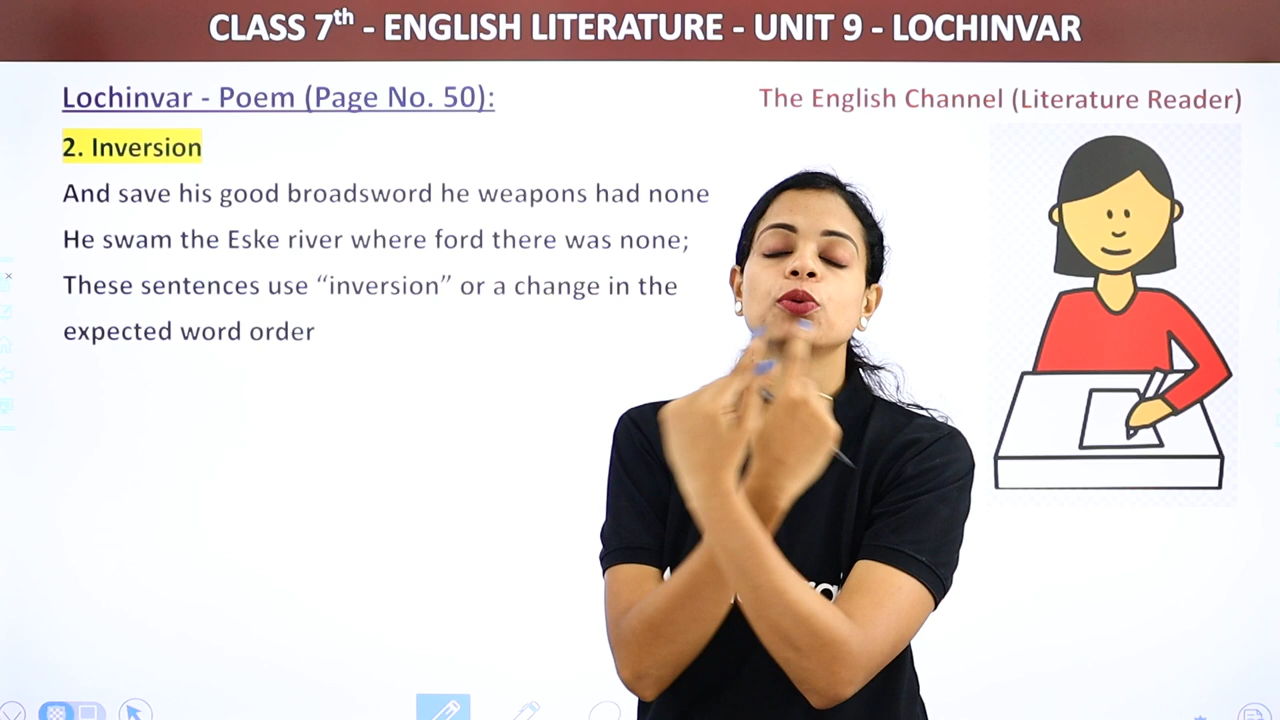 CLASS 7th - ENGLISH LITERATURE - UNIT 9 - LOCHINVAR
Lochinvar - Poem (Page No. 50):
The English Channel (Literature Reader)
2. Inversion
And save his good broadsword he weapons had none
He swam the Eske river where ford there was none;
These sentences use “inversion” or a change in the
expected word order